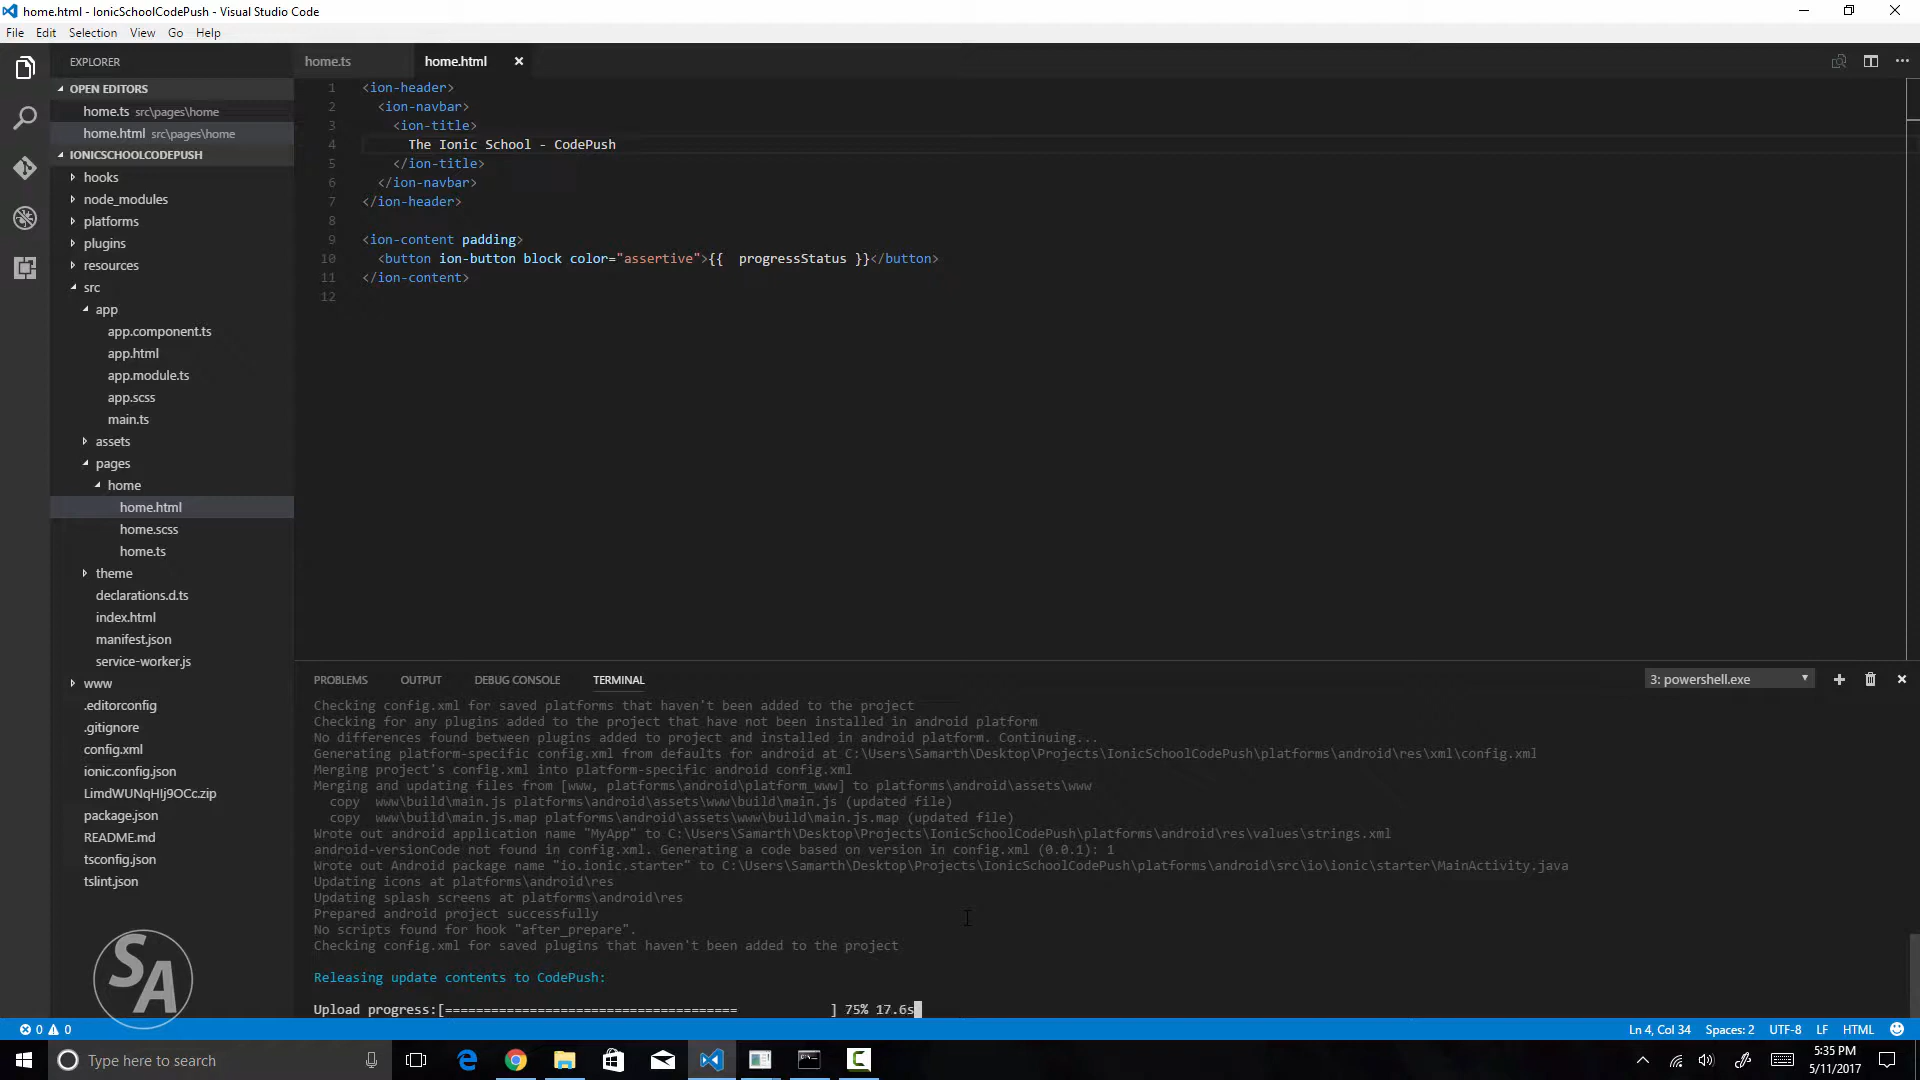 home.html - IonicSchoolCodePush - Visual Studio Code
File Edit Selection View Go Help
EXPLORER
OPEN EDITORS
home.ts src\pages\home
home.html src\pages\home
IONICSCHOOLCODEPUSH
hooks
node_modules
platforms
plugins
resources
src
app
app.component.ts
app.html
app.module.ts
app.scss
main.ts
assets
pages
home
home.html
home.scss
home.ts
theme
declarations.d.ts
index.html
manifest.json
service-worker.js
www
.editorconfig
.gitignore
config.xml
ionic.config.json
LimdWUNqHIj9OCc.zip
package.json
README.md
tsconfig.json
tslint.json
SA
home.ts home.html
1 <ion-header>
2 <ion-navbar>
3 <ion-title>
4 The Ionic School - CodePush
5 </ion-title>
6 </ion-navbar>
7 </ion-header>
8
9 <ion-content padding>
10 <button ion-button block color="assertive">{{  progressStatus }}</button>
11 </ion-content>
12
PROBLEMS OUTPUT DEBUG CONSOLE TERMINAL 3: powershell.exe
Checking config.xml for saved platforms that haven't been added to the project
Checking for any plugins added to the project that have not been installed in android platform
No differences found between plugins added to project and installed in android platform. Continuing...
Generating platform-specific config.xml from defaults for android at C:\Users\Samarth\Desktop\Projects\IonicSchoolCodePush\platforms\android\res\xml\config.xml
Merging project's config.xml into platform-specific android config.xml
Merging and updating files from [www, platforms\android\platform_www] to platforms\android\assets\www
copy  www\build\main.js platforms\android\assets\www\build\main.js (updated file)
copy  www\build\main.js.map platforms\android\assets\www\build\main.js.map (updated file)
Wrote out android application name "MyApp" to C:\Users\Samarth\Desktop\Projects\IonicSchoolCodePush\platforms\android\res\values\strings.xml
android-versionCode not found in config.xml. Generating a code based on version in config.xml (0.0.1): 1
Wrote out Android package name "io.ionic.starter" to C:\Users\Samarth\Desktop\Projects\IonicSchoolCodePush\platforms\android\src\io\ionic\starter\MainActivity.java
Updating icons at platforms\android\res
Updating splash screens at platforms\android\res
Prepared android project successfully
No scripts found for hook "after_prepare".
Checking config.xml for saved plugins that haven't been added to the project
Releasing update contents to CodePush:
Upload progress:[====================================== ] 75% 17.6s
0 0 Ln 4, Col 34 Spaces: 2 UTF-8 LF HTML
Type here to search
5:35 PM
5/11/2017